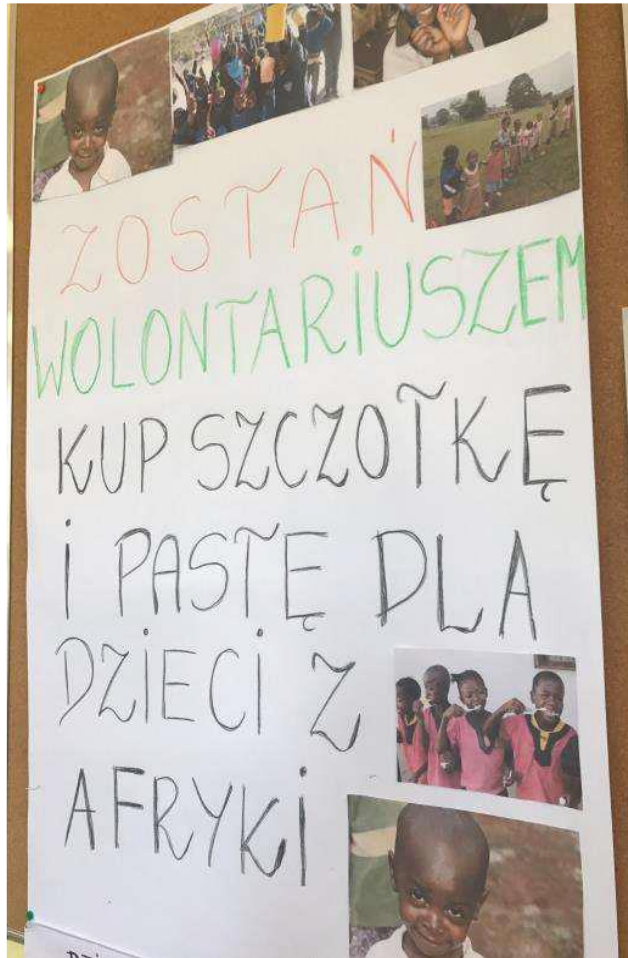 ZOSTAŃ
WOLONTARIUSZEM
KUP SZCZOTKĘ
i PASTĘ DLA
DZiECi Z
AFRYKi